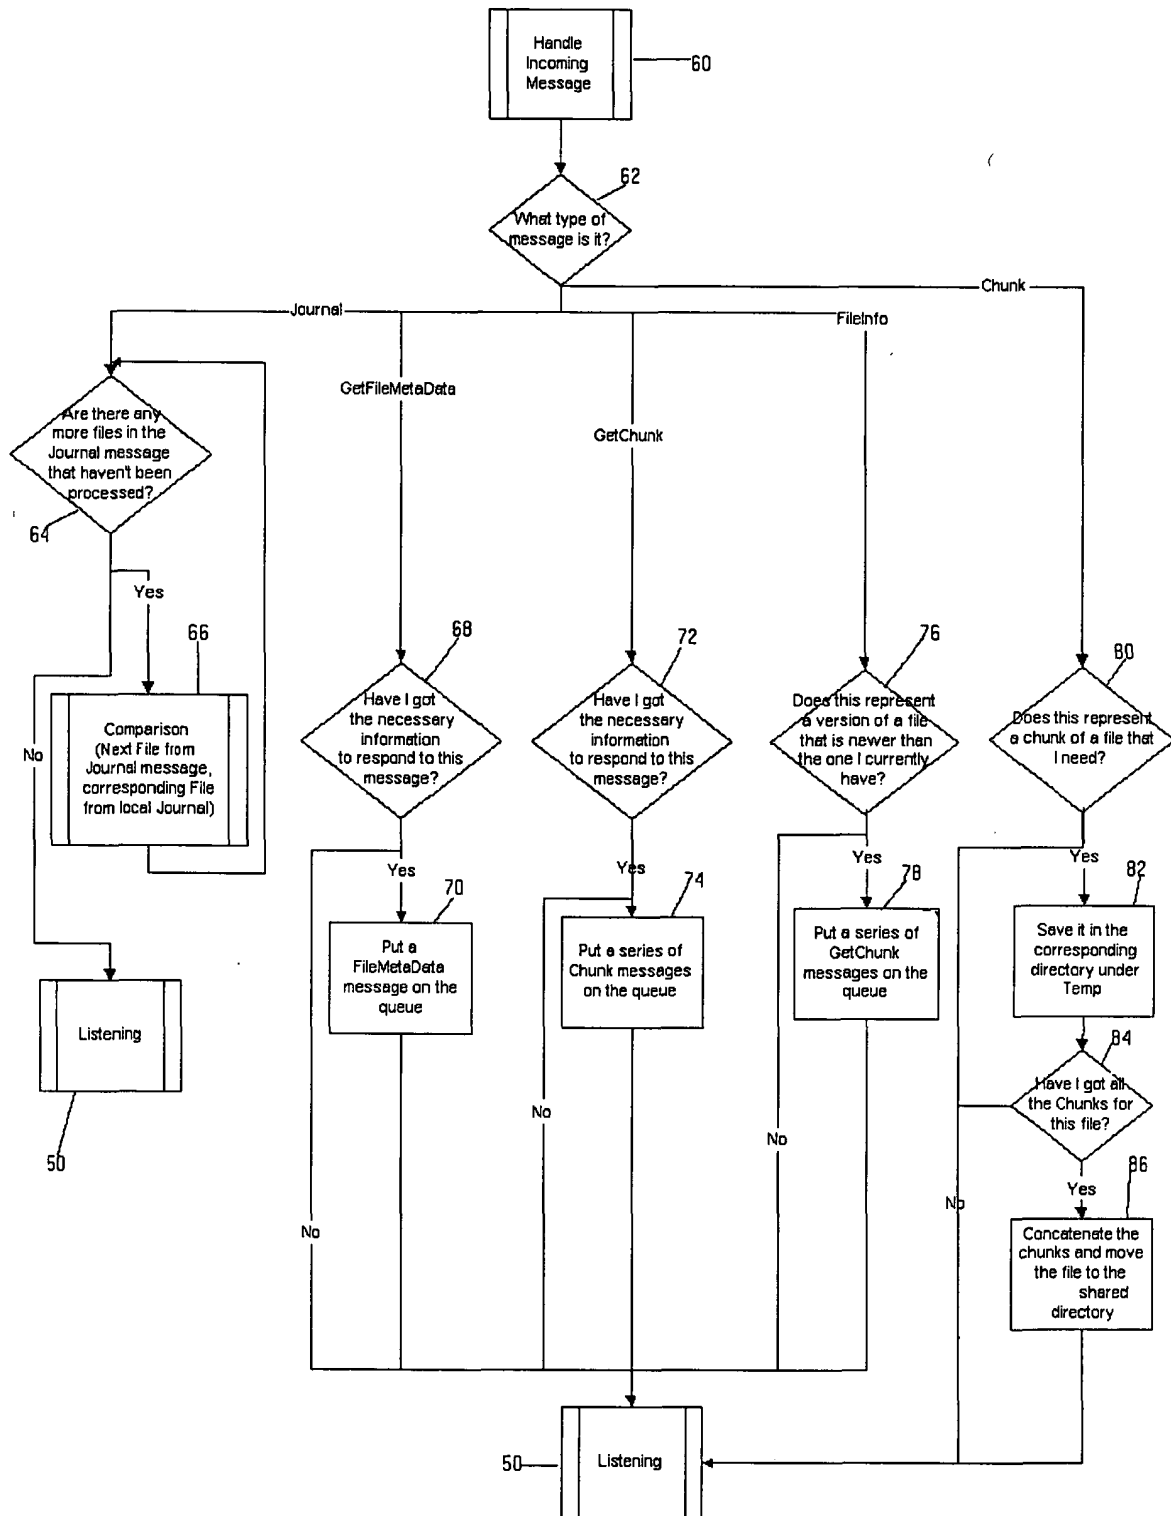 Handle
Incoming
Message
60
62
What type of
message is it?
Chunk
Journal
FileInfo
GetFileMetaData
GetChunk
Are there any
more files in the
Journal message
that haven't been
processed?
64
Yes
66
68
72
76
80
Comparison
(Next File from
Journal message,
corresponding File
from local Journal)
No
Have I got
the necessary
information
to respond to this
message?
Have I got
the necessary
information
to respond to this
message?
Does this represent
a version of a file
that is newer than
the one I currently
have?
Does this represent
a chunk of a file that
I need?
Yes
Yes
Yes
Yes
70
74
78
82
Put a
FileMetaData
message on the
queue
Put a series of
Chunk messages
on the queue
Put a series of
GetChunk
messages on the
queue
Save it in the
corresponding
directory under
Temp
Listening
50
84
Have I got all
the Chunks for
this file?
No
No
No
No
Yes
86
Concatenate the
chunks and move
the file to the
shared
directory
50
Listening